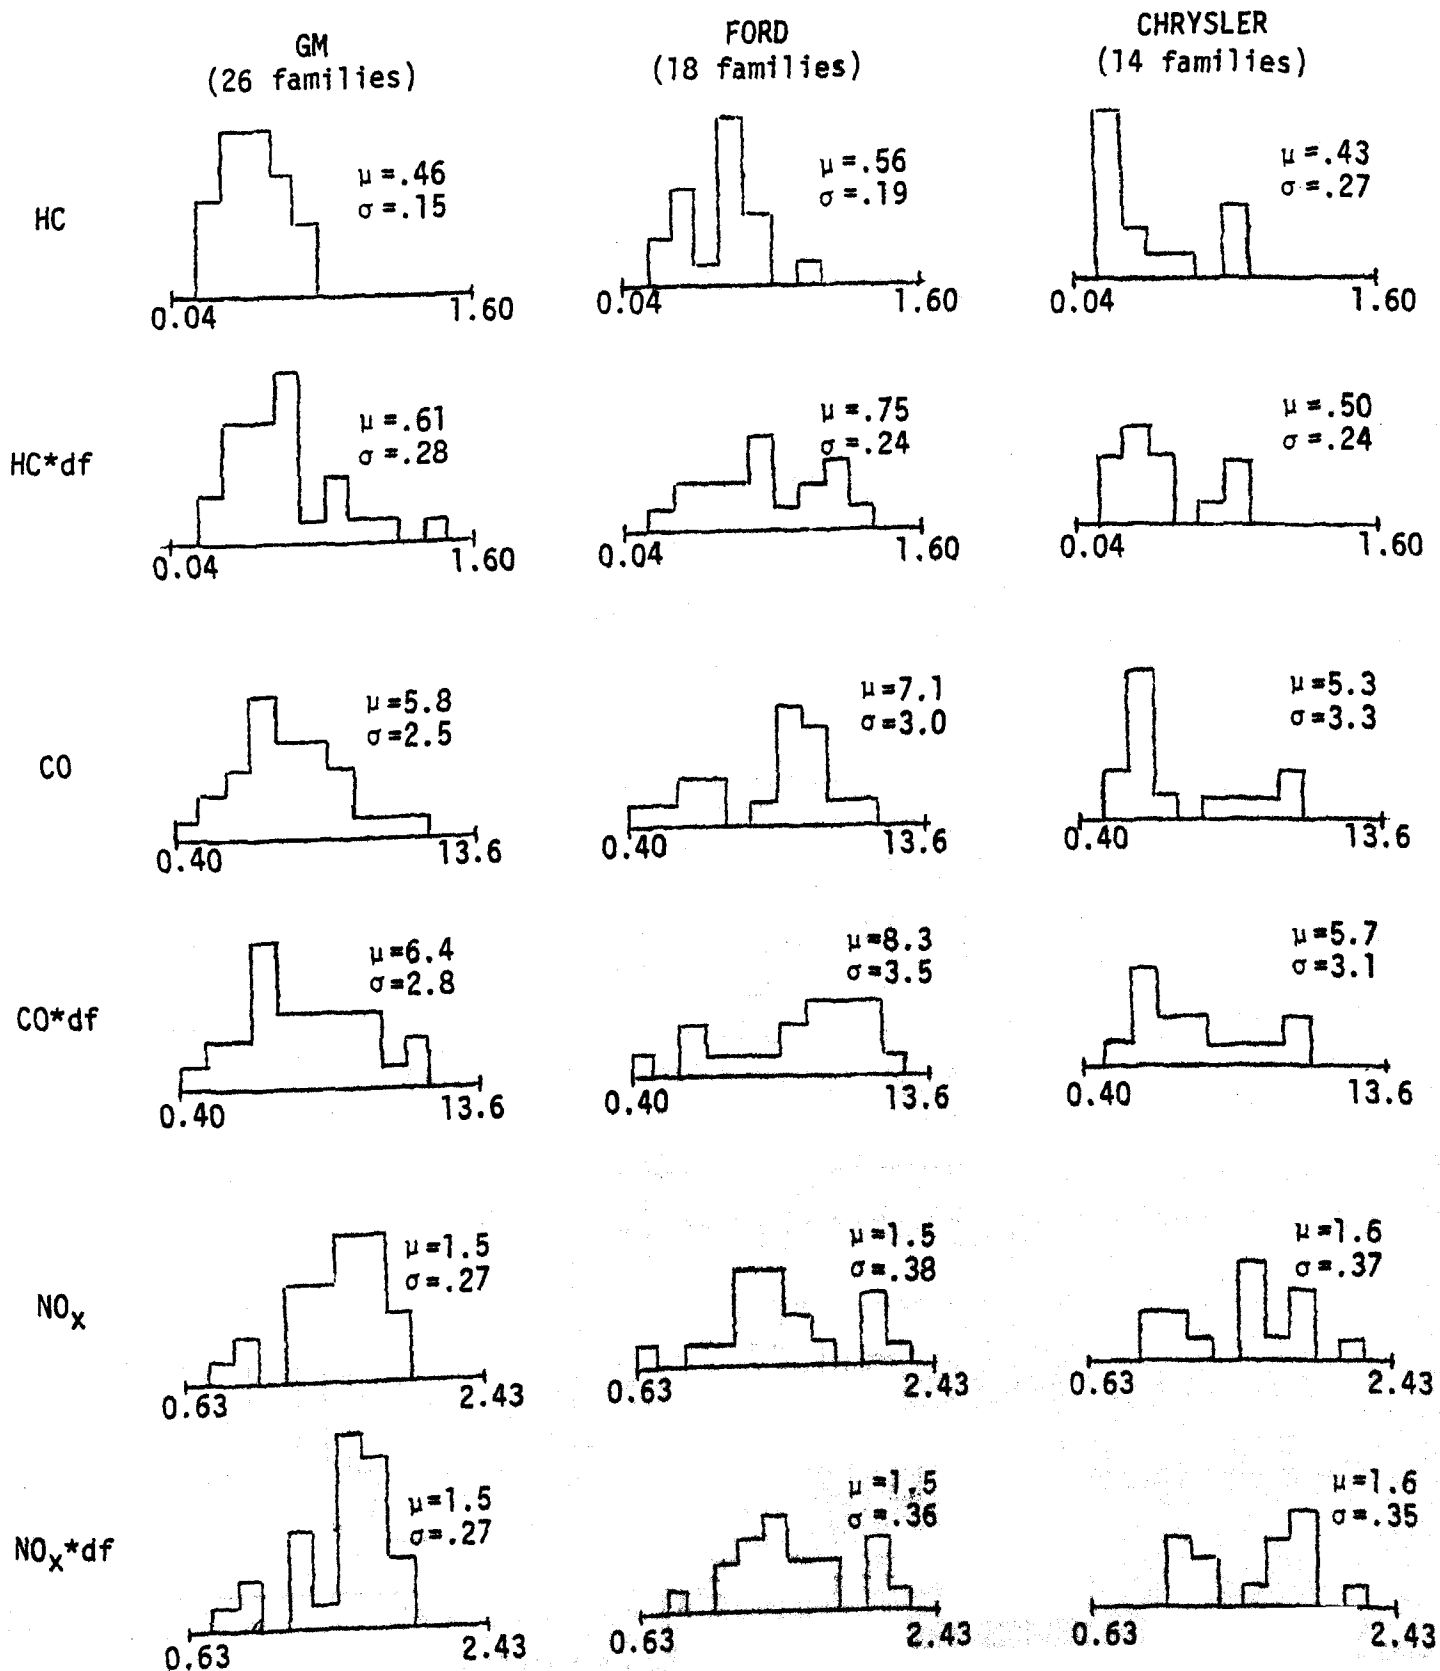 GM
(26 families)
FORD
(18 families)
CHRYSLER
(14 families)
HC
μ=.46
σ=.15
0.04
1.60
μ=.56
σ=.19
0.04
1.60
μ=.43
σ=.27
0.04
1.60
HC*df
μ=.61
σ=.28
0.04
1.60
μ=.75
σ=.24
0.04
1.60
μ=.50
σ=.24
0.04
1.60
CO
μ=5.8
σ=2.5
0.40
13.6
μ=7.1
σ=3.0
0.40
13.6
μ=5.3
σ=3.3
0.40
13.6
CO*df
μ=6.4
σ=2.8
0.40
13.6
μ=8.3
σ=3.5
0.40
13.6
μ=5.7
σ=3.1
0.40
13.6
NOx
μ=1.5
σ=.27
0.63
2.43
μ=1.5
σ=.38
0.63
2.43
μ=1.6
σ=.37
0.63
2.43
NOx*df
μ=1.5
σ=.27
0.63
2.43
μ=1.5
σ=.36
0.63
2.43
μ=1.6
σ=.35
0.63
2.43